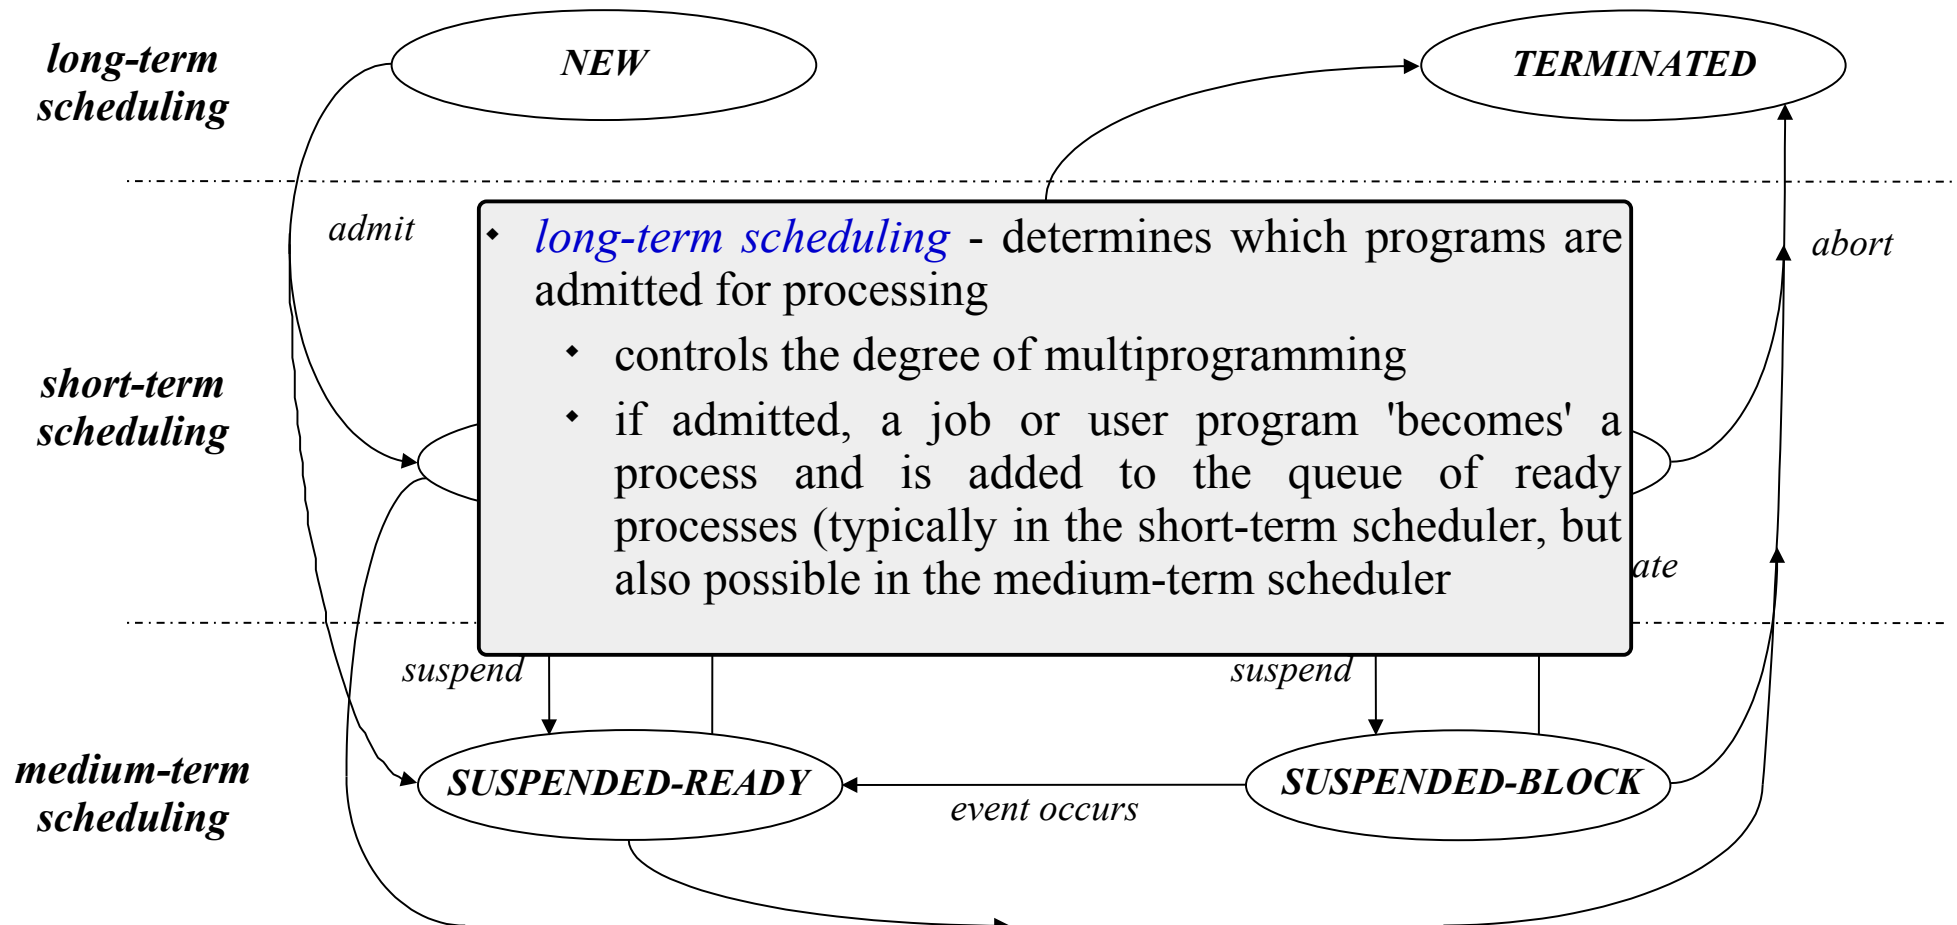 long-term
scheduling
NEW
TERMINATED
admit
abort
◆ long-term scheduling - determines which programs are
admitted for processing
◆ controls the degree of multiprogramming
◆ if admitted, a job or user program 'becomes' a
process and is added to the queue of ready
processes (typically in the short-term scheduler, but
also possible in the medium-term scheduler
short-term
scheduling
ate
suspend
suspend
medium-term
scheduling
SUSPENDED-READY
event occurs
SUSPENDED-BLOCK